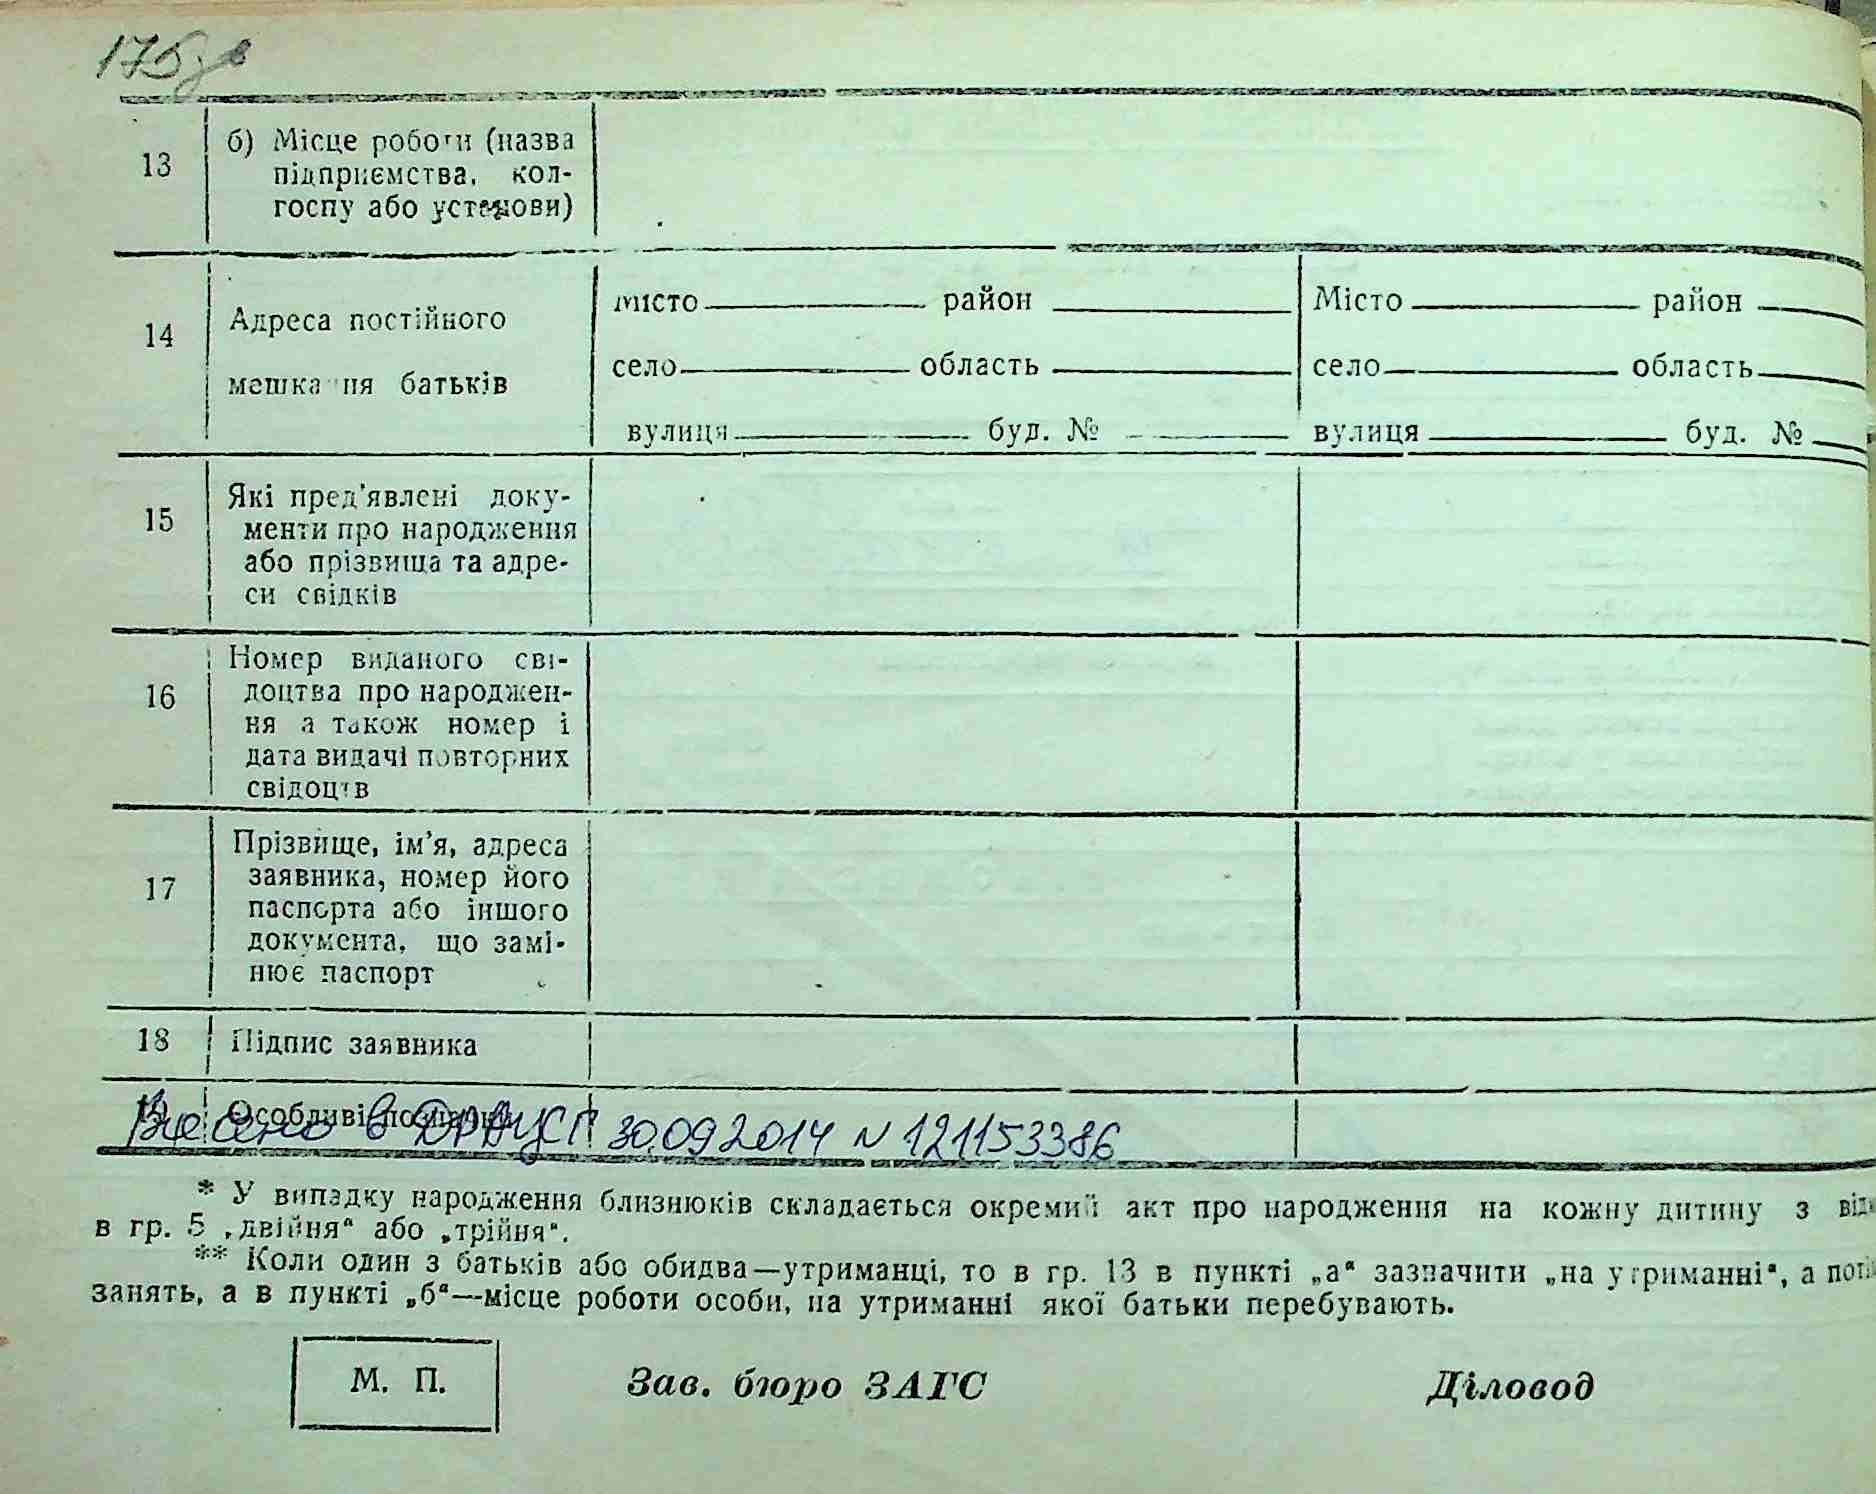 175зв
13
б) Місце роботи (назва
підприємства, кол-
госпу або установи)
14
Адреса постійного
мешкання батьків
місто район
село область
вулиця буд. №
Місто район
село область
вулиця буд. №
15
Які пред'явлені доку-
менти про народження
або прізвища та адре-
си свідків
16
Номер виданого сві-
доцтва про народжен-
ня а також номер і
дата видачі повторних
свідоцтв
17
Прізвище, ім'я, адреса
заявника, номер його
паспорта або іншого
документа, що замі-
нює паспорт
18
Підпис заявника
19
Особливі
Внесено в ДРАЦСГ 30.09.2014 N 121153386
* У випадку народження близнюків складається окремий акт про народження на кожну дитину з
в гр. 5 „двійня" або „трійня".
** Коли один з батьків або обидва—утриманці, то в гр. 13 в пункті „а" зазначити „на утриманні", а
занять, а в пункті „б"—місце роботи особи, на утриманні якої батьки перебувають.
М. П.
Зав. бюро ЗАГС
Діловод